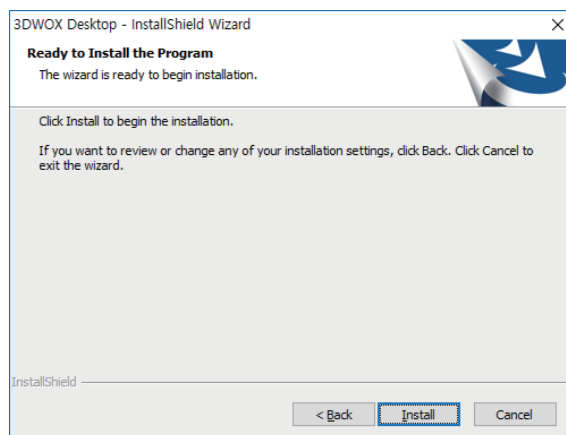 3DWOX Desktop - InstallShield Wizard
Ready to Install the Program
The wizard is ready to begin installation.
Click Install to begin the installation.
If you want to review or change any of your installation settings, click Back. Click Cancel to
exit the wizard.
InstallShield
< Back Install Cancel